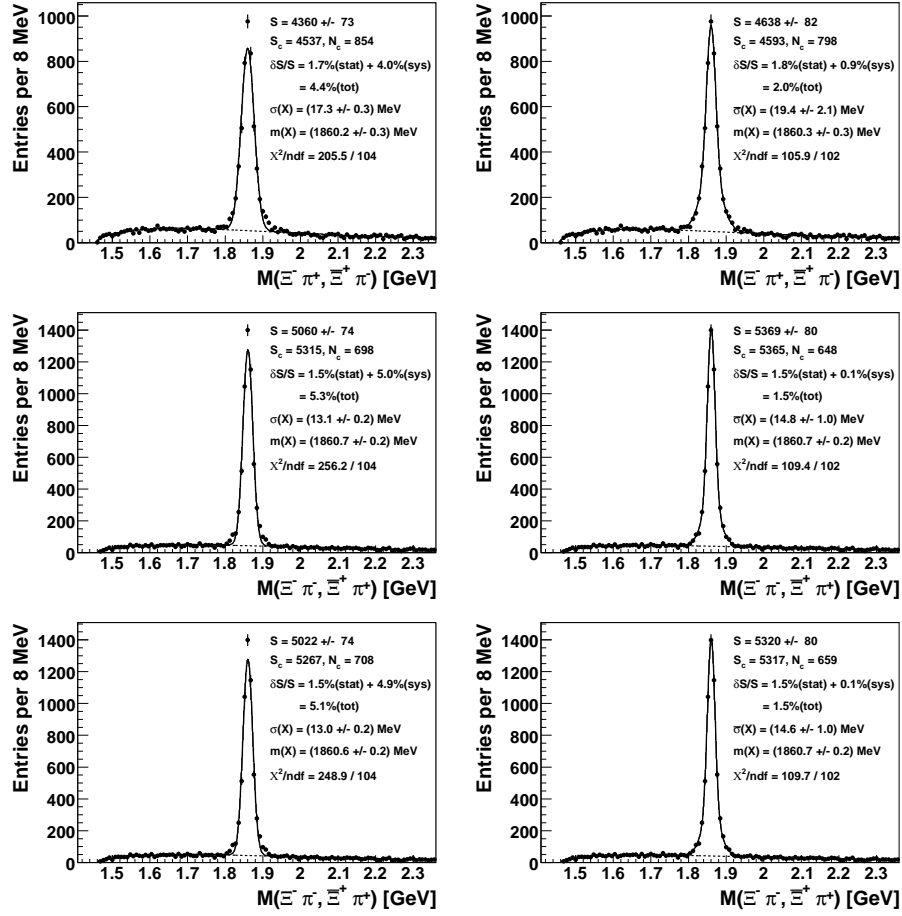 Entries per 8 MeV
1000
800
600
400
200
0
S = 4360 +/- 73
S_c = 4537, N_c = 854
δS/S = 1.7%(stat) + 4.0%(sys)
= 4.4%(tot)
σ(X) = (17.3 +/- 0.3) MeV
m(X) = (1860.2 +/- 0.3) MeV
Χ²/ndf = 205.5 / 104
1.5 1.6 1.7 1.8 1.9 2 2.1 2.2 2.3
M(Ξ⁻ π⁺, Ξ̅⁺ π⁻) [GeV]
Entries per 8 MeV
1000
800
600
400
200
0
S = 4638 +/- 82
S_c = 4593, N_c = 798
δS/S = 1.8%(stat) + 0.9%(sys)
= 2.0%(tot)
σ̅(X) = (19.4 +/- 2.1) MeV
m(X) = (1860.3 +/- 0.3) MeV
Χ²/ndf = 105.9 / 102
1.5 1.6 1.7 1.8 1.9 2 2.1 2.2 2.3
M(Ξ⁻ π⁺, Ξ̅⁺ π⁻) [GeV]
Entries per 8 MeV
1400
1200
1000
800
600
400
200
0
S = 5060 +/- 74
S_c = 5315, N_c = 698
δS/S = 1.5%(stat) + 5.0%(sys)
= 5.3%(tot)
σ(X) = (13.1 +/- 0.2) MeV
m(X) = (1860.7 +/- 0.2) MeV
Χ²/ndf = 256.2 / 104
1.5 1.6 1.7 1.8 1.9 2 2.1 2.2 2.3
M(Ξ⁻ π⁻, Ξ̅⁺ π⁺) [GeV]
Entries per 8 MeV
1400
1200
1000
800
600
400
200
0
S = 5369 +/- 80
S_c = 5365, N_c = 648
δS/S = 1.5%(stat) + 0.1%(sys)
= 1.5%(tot)
σ̅(X) = (14.8 +/- 1.0) MeV
m(X) = (1860.7 +/- 0.2) MeV
Χ²/ndf = 109.4 / 102
1.5 1.6 1.7 1.8 1.9 2 2.1 2.2 2.3
M(Ξ⁻ π⁻, Ξ̅⁺ π⁺) [GeV]
Entries per 8 MeV
1400
1200
1000
800
600
400
200
0
S = 5022 +/- 74
S_c = 5267, N_c = 708
δS/S = 1.5%(stat) + 4.9%(sys)
= 5.1%(tot)
σ(X) = (13.0 +/- 0.2) MeV
m(X) = (1860.6 +/- 0.2) MeV
Χ²/ndf = 248.9 / 104
1.5 1.6 1.7 1.8 1.9 2 2.1 2.2 2.3
M(Ξ⁻ π⁻, Ξ̅⁺ π⁺) [GeV]
Entries per 8 MeV
1400
1200
1000
800
600
400
200
0
S = 5320 +/- 80
S_c = 5317, N_c = 659
δS/S = 1.5%(stat) + 0.1%(sys)
= 1.5%(tot)
σ̅(X) = (14.6 +/- 1.0) MeV
m(X) = (1860.7 +/- 0.2) MeV
Χ²/ndf = 109.7 / 102
1.5 1.6 1.7 1.8 1.9 2 2.1 2.2 2.3
M(Ξ⁻ π⁻, Ξ̅⁺ π⁺) [GeV]